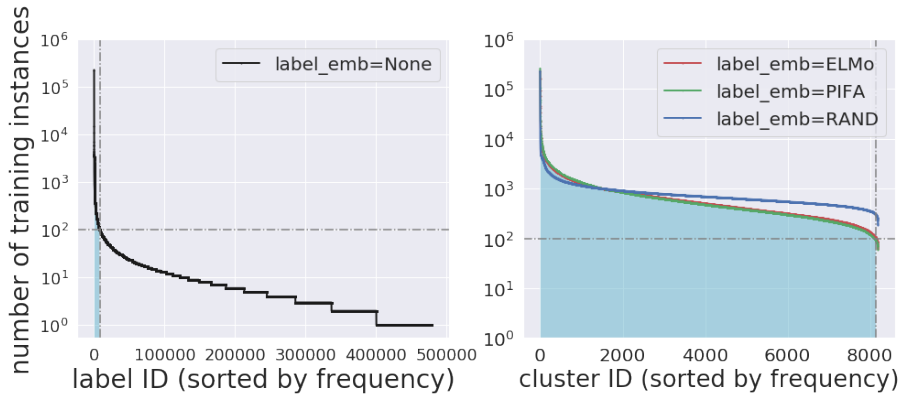 number of training instances
10^6
10^5
10^4
10^3
10^2
10^1
10^0
label_emb=None
0 100000 200000 300000 400000 500000
label ID (sorted by frequency)
10^6
10^5
10^4
10^3
10^2
10^1
10^0
label_emb=ELMo
label_emb=PIFA
label_emb=RAND
0 2000 4000 6000 8000
cluster ID (sorted by frequency)